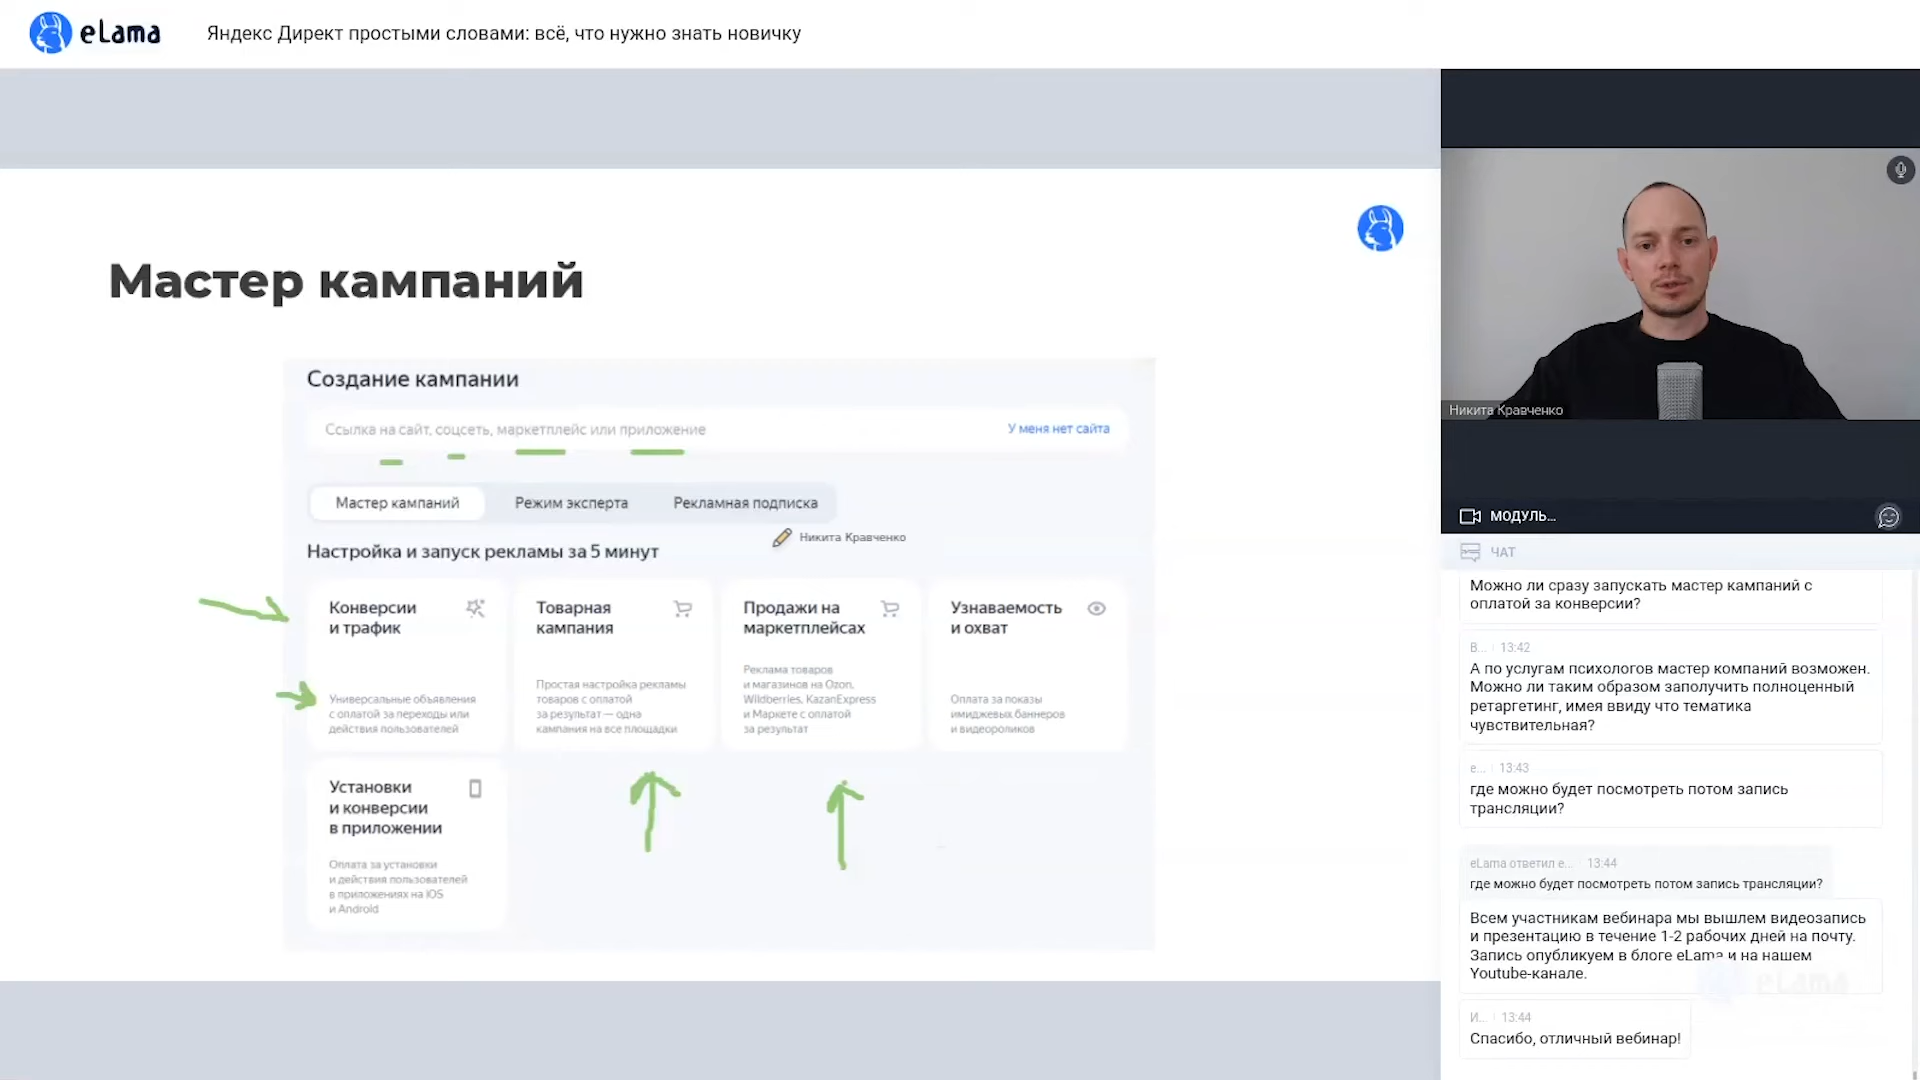 eLama
Яндекс Директ простыми словами: всё, что нужно знать новичку
Мастер кампаний
Создание кампании
Ссылка на сайт, соцсеть, маркетплейс или приложение
У меня нет сайта
Мастер кампаний
Режим эксперта
Рекламная подписка
Никита Кравченко
Настройка и запуск рекламы за 5 минут
Конверсии
и трафик
Универсальные объявления
с оплатой за переходы или
действия пользователей
Товарная
кампания
Простая настройка рекламы
товаров с оплатой
за результат — одна
кампания на все площадки
Продажи на
маркетплейсах
Реклама товаров
и магазинов на Ozon,
Wildberries, KazanExpress
и Маркете с оплатой
за результат
Узнаваемость
и охват
Оплата за показы
имиджевых баннеров
и видеороликов
Установки
и конверсии
в приложении
Оплата за установки
и действия пользователей
в приложениях на iOS
и Android
Никита Кравченко
МОДУЛЬ...
ЧАТ
Можно ли сразу запускать мастер кампаний с
оплатой за конверсии?
В... 13:42
А по услугам психологов мастер компаний возможен.
Можно ли таким образом заполучить полноценный
ретаргетинг, имея ввиду что тематика
чувствительная?
е... 13:43
где можно будет посмотреть потом запись
трансляции?
eLama ответил е... 13:44
где можно будет посмотреть потом запись трансляции?
Всем участникам вебинара мы вышлем видеозапись
и презентацию в течение 1-2 рабочих дней на почту.
Запись опубликуем в блоге eLama и на нашем
Youtube-канале.
eLama
И... 13:44
Спасибо, отличный вебинар!